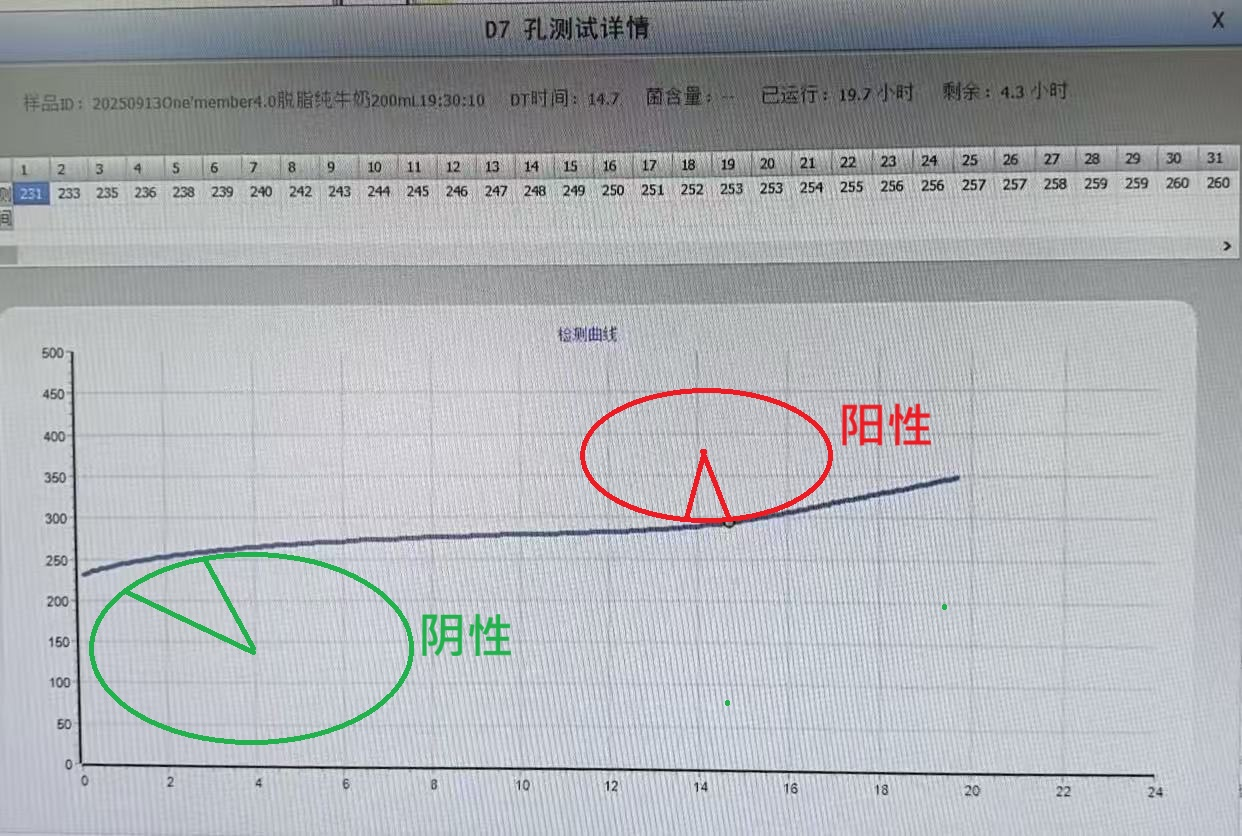 D7 孔测试详情 X
样品ID: 20250913One'member4.0脱脂纯牛奶200mL19:30:10 DT时间: 14.7 菌含量: -- 已运行: 19.7 小时 剩余: 4.3 小时
1 2 3 4 5 6 7 8 9 10 11 12 13 14 15 16 17 18 19 20 21 22 23 24 25 26 27 28 29 30 31
测 231 233 235 236 238 239 240 242 243 244 245 246 247 248 249 250 251 252 253 253 254 255 256 256 257 257 258 259 259 260 260
间
>
检测曲线
500
450
400
350
300
250
200
150
100
50
0
阳性
阴性
0 2 4 6 8 10 12 14 16 18 20 22 24